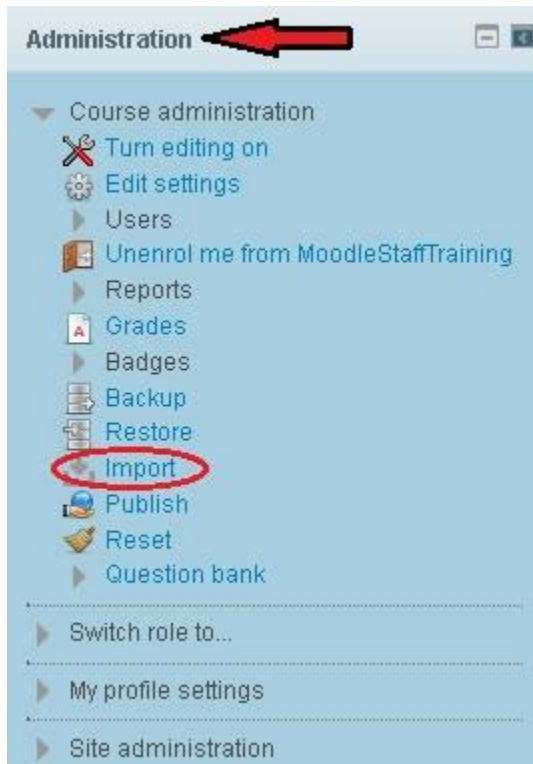 Administration
Course administration
Turn editing on
Edit settings
Users
Unenrol me from MoodleStaffTraining
Reports
A Grades
Badges
Backup
Restore
Import
Publish
Reset
Question bank
Switch role to...
My profile settings
Site administration